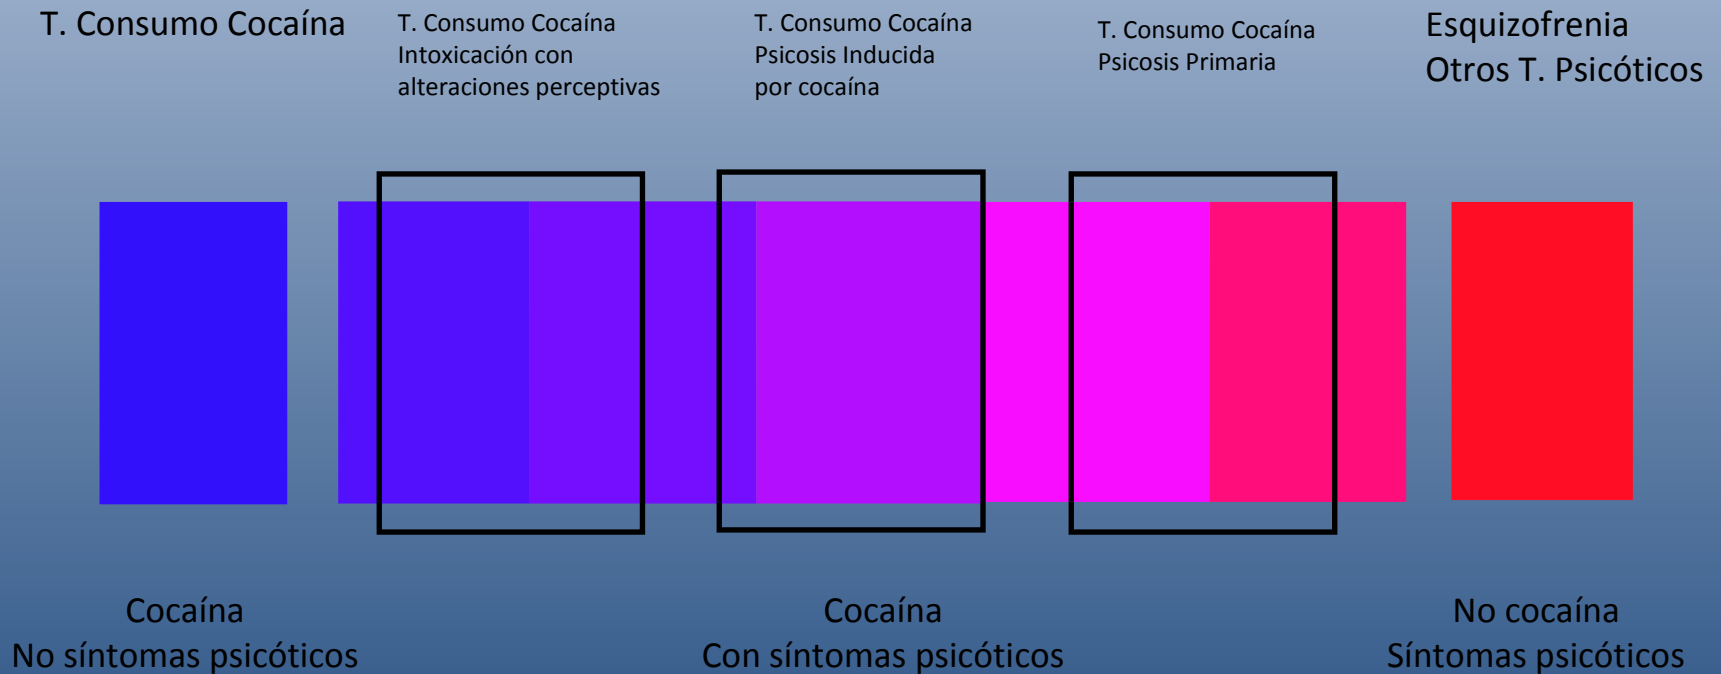 T. Consumo Cocaína
T. Consumo Cocaína
Intoxicación con
alteraciones perceptivas
T. Consumo Cocaína
Psicosis Inducida
por cocaína
T. Consumo Cocaína
Psicosis Primaria
Esquizofrenia
Otros T. Psicóticos
Cocaína
No síntomas psicóticos
Cocaína
Con síntomas psicóticos
No cocaína
Síntomas psicóticos